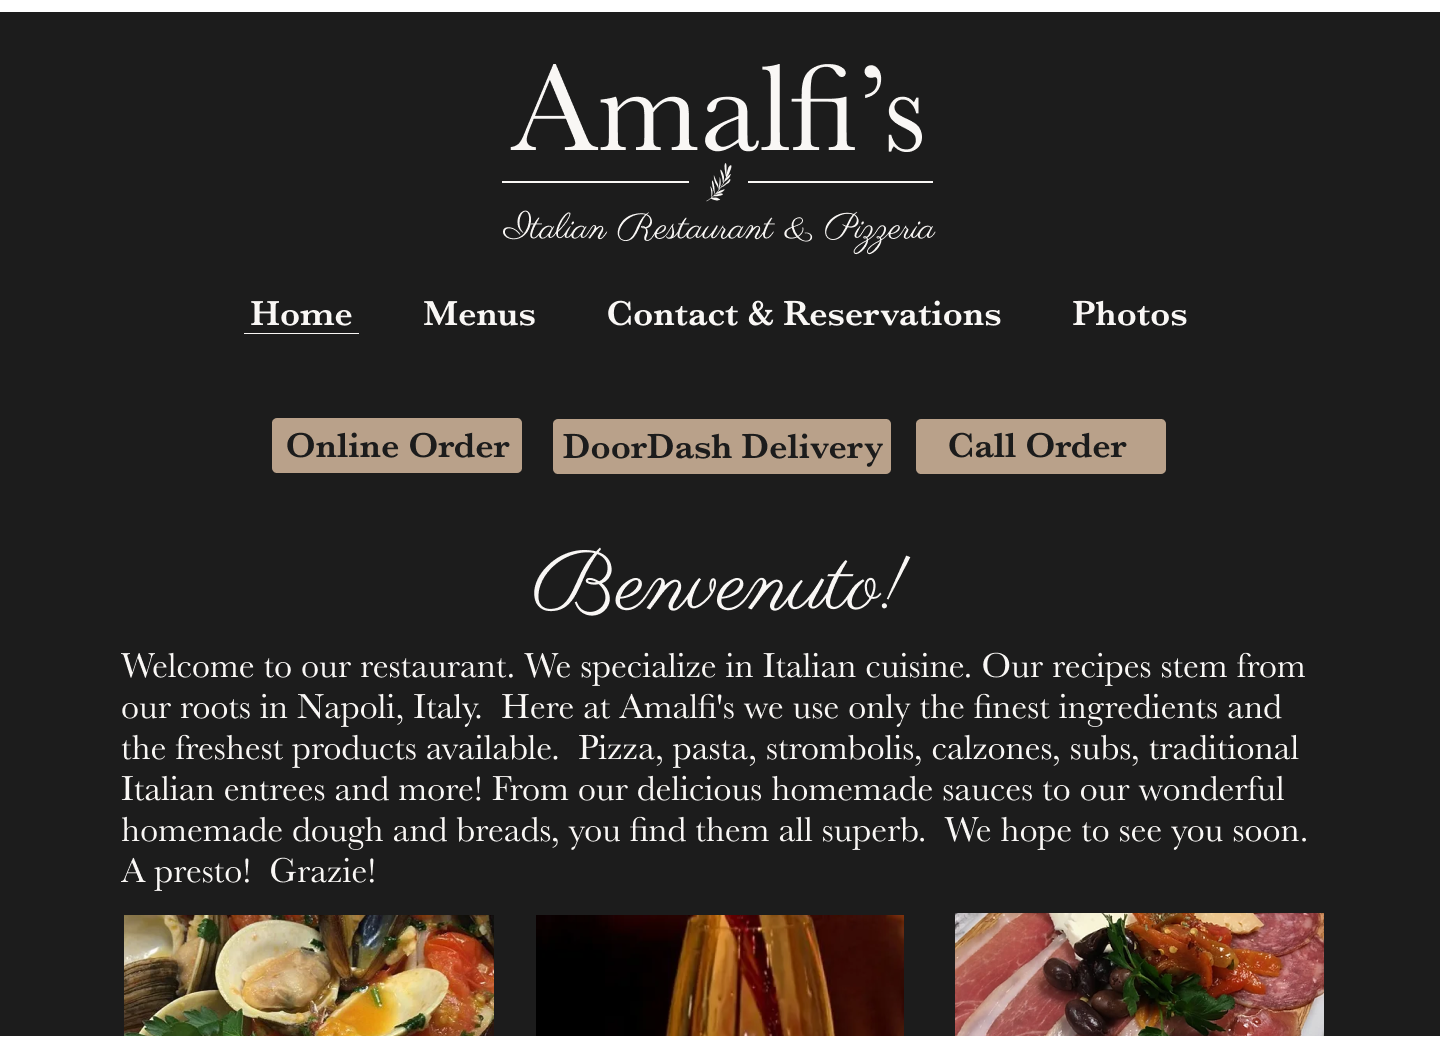 Amalfi’s
Italian Restaurant & Pizzeria
Home Menus Contact & Reservations Photos
Online Order DoorDash Delivery Call Order
Benvenuto!
Welcome to our restaurant. We specialize in Italian cuisine. Our recipes stem from
our roots in Napoli, Italy.  Here at Amalfi's we use only the finest ingredients and
the freshest products available.  Pizza, pasta, strombolis, calzones, subs, traditional
Italian entrees and more! From our delicious homemade sauces to our wonderful
homemade dough and breads, you find them all superb.  We hope to see you soon.
A presto!  Grazie!